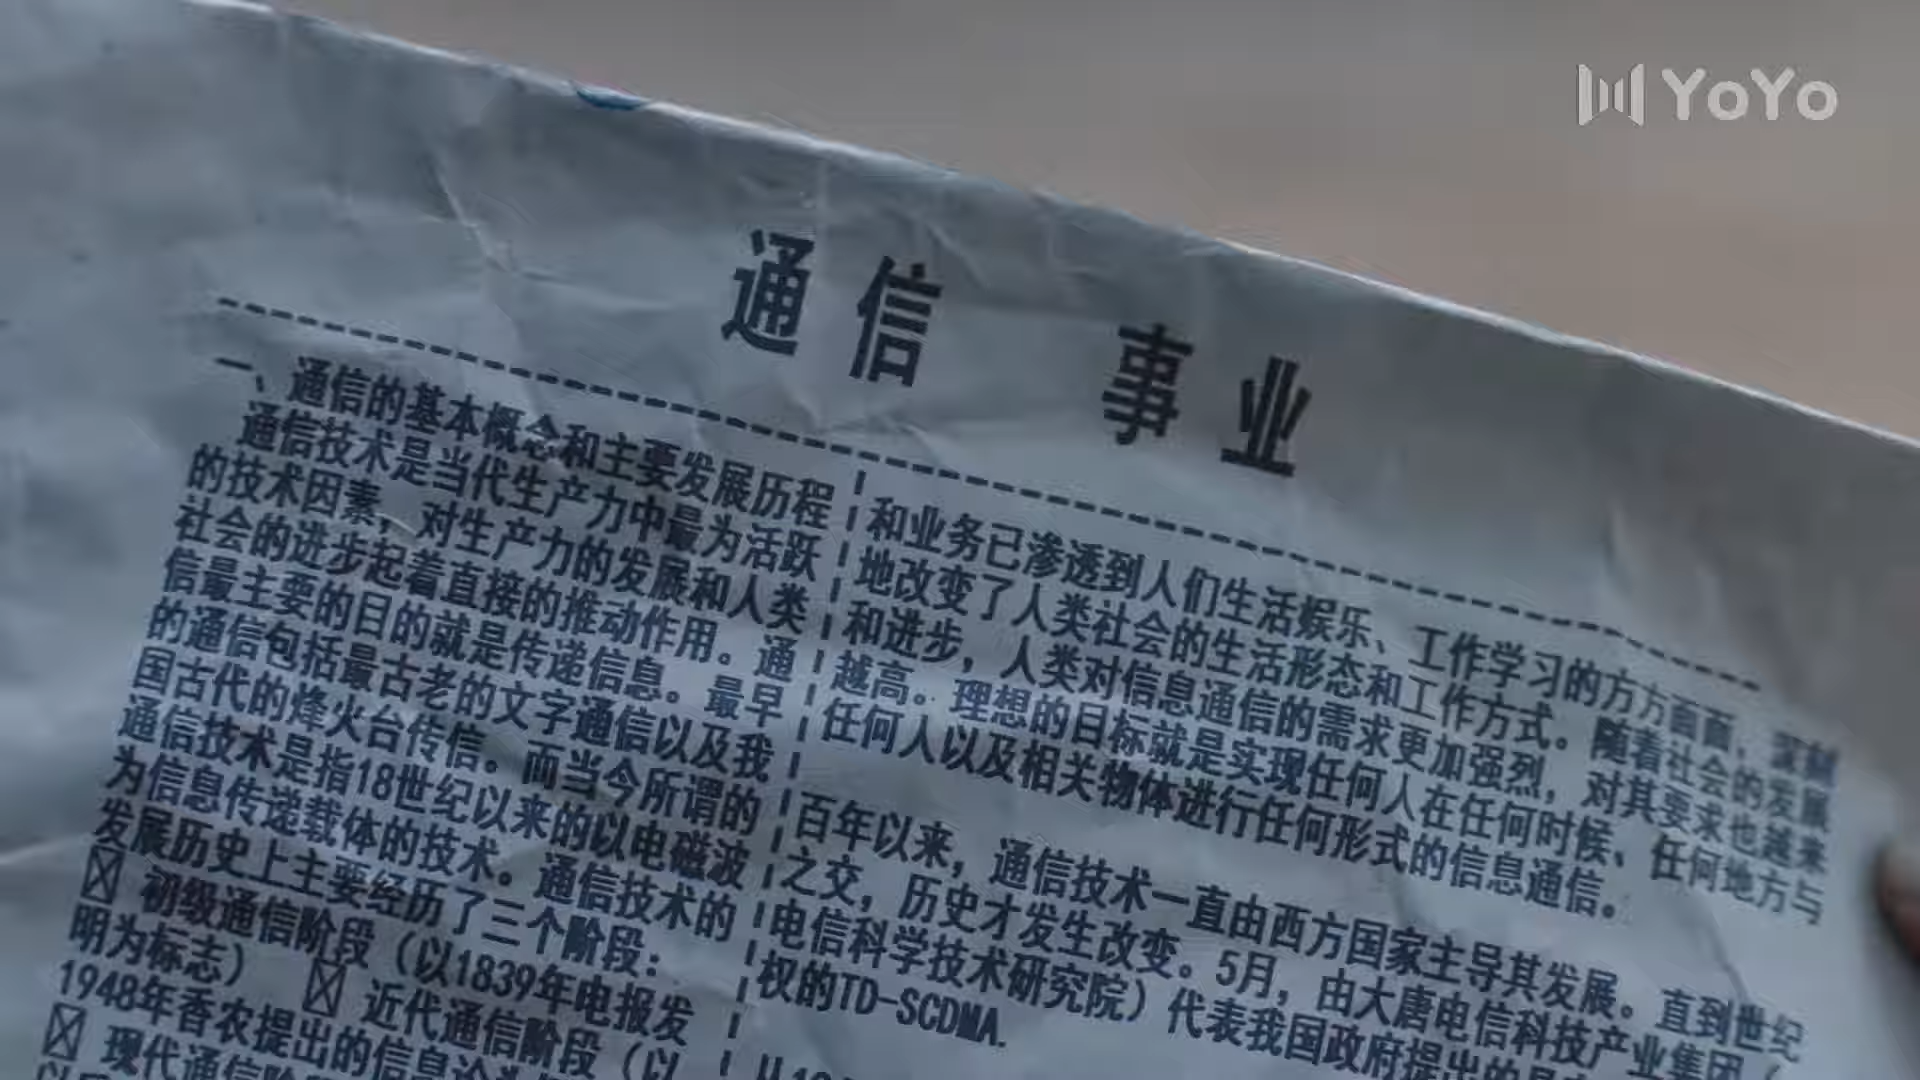 YoYo
通信 事业
一、通信的基本概念和主要发展历程
通信技术是当代生产力中最为活跃
的技术因素，对生产力的发展和人类
社会的进步起着直接的推动作用。通
信最主要的目的就是传递信息。最早
的通信包括最古老的文字通信以及我
国古代的烽火台传信。而当今所谓的
通信技术是指18世纪以来的以电磁波
为信息传递载体的技术。通信技术的
发展历史上主要经历了三个阶段：
初级通信阶段（以1839年电报发
明为标志） 近代通信阶段（以
1948年香农提出的信息论为
现代通信阶段
和业务已渗透到人们生活娱乐、工作学习的方方面面，深刻
地改变了人类社会的生活形态和工作方式。随着社会的发展
和进步，人类对信息通信的需求更加强烈，对其要求也越来
越高。理想的目标就是实现任何人在任何时候、任何地方与
任何人以及相关物体进行任何形式的信息通信。
百年以来，通信技术一直由西方国家主导其发展。直到世纪
之交，历史才发生改变。5月，由大唐电信科技产业集团（
电信科学技术研究院）代表我国政府提出的
权的TD-SCDMA.